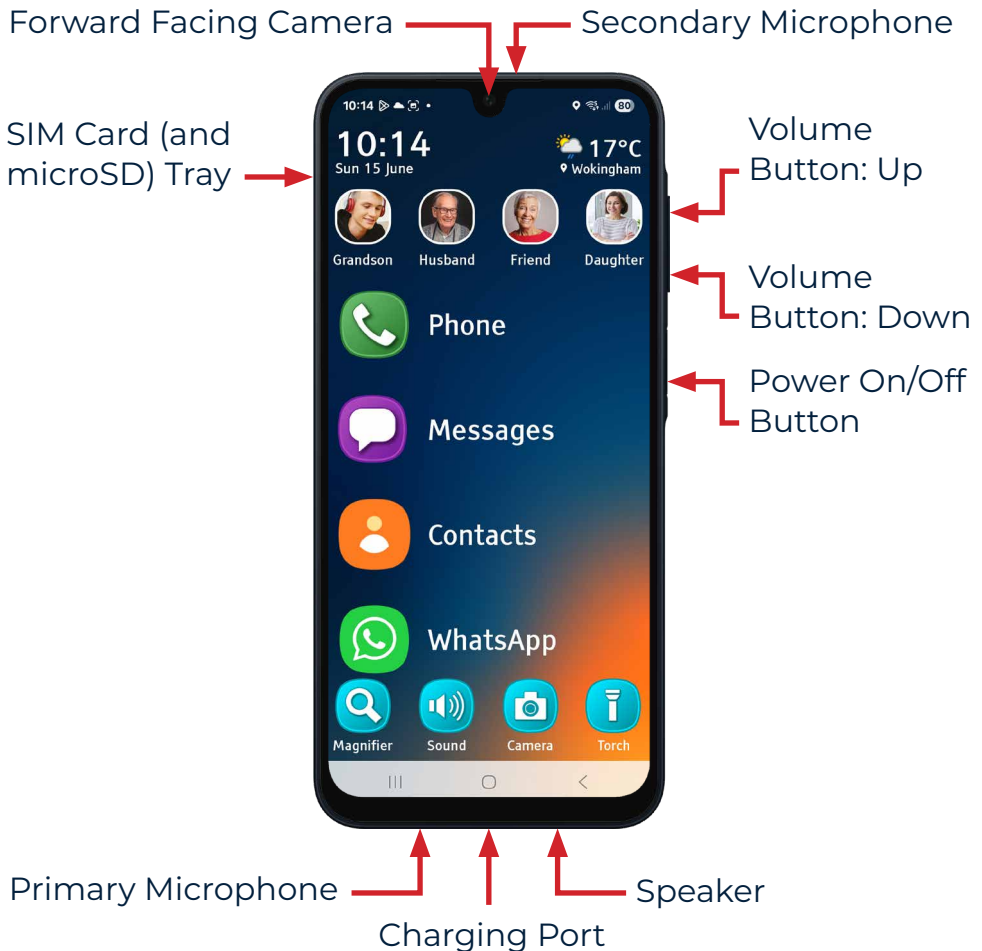 Forward Facing Camera
Secondary Microphone
10:14
80
SIM Card (and
microSD) Tray
10:14
Sun 15 June
17°C
Wokingham
Volume
Button: Up
Grandson
Husband
Friend
Daughter
Volume
Button: Down
Phone
Power On/Off
Button
Messages
Contacts
WhatsApp
Magnifier
Sound
Camera
Torch
Primary Microphone
Speaker
Charging Port